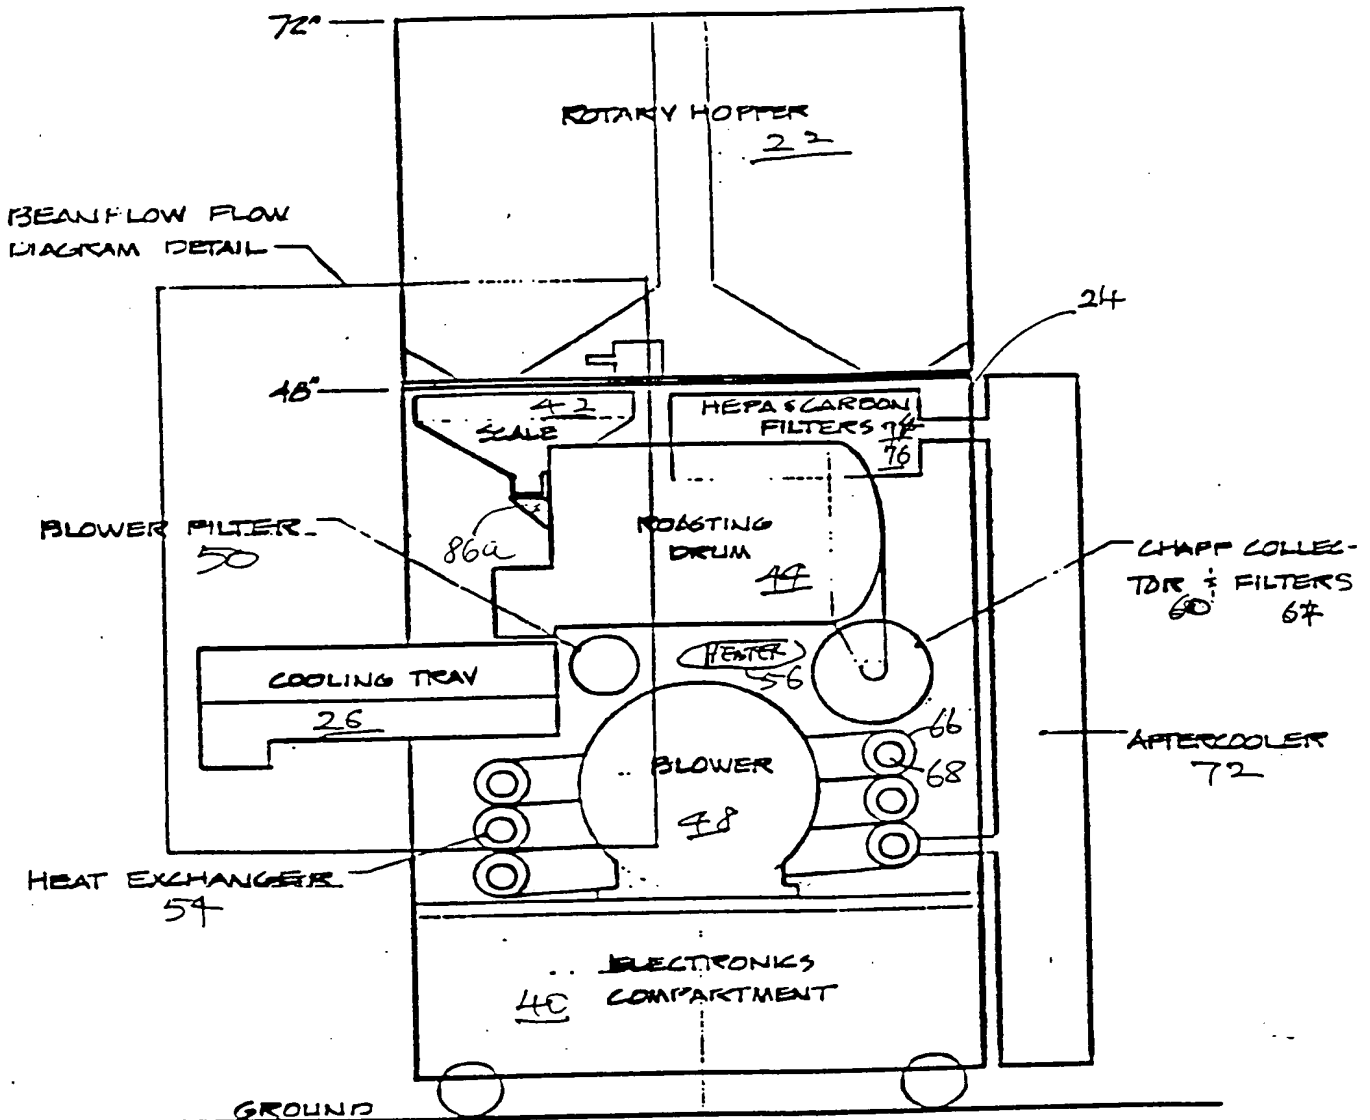 72"
ROTARY HOPPER
22
BEANFLOW FLOW
DIAGRAM DETAIL
24
48"
42
SCALE
HEPA & CARBON
FILTERS 74
76
BLOWER FILTER
50
86a
ROASTING
DRUM
44
CHAFF COLLEC-
TOR & FILTERS
60 64
HEATER
56
COOLING TRAY
26
66
68
BLOWER
48
AFTERCOOLER
72
HEAT EXCHANGER
54
ELECTRONICS
COMPARTMENT
40
GROUND